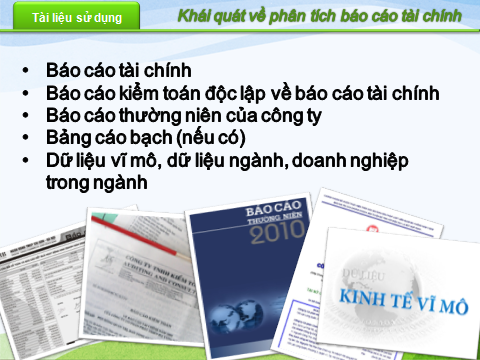 Tài liệu sử dụng
Khái quát về phân tích báo cáo tài chính
• Báo cáo tài chính
• Báo cáo kiểm toán độc lập về báo cáo tài chính
• Báo cáo thường niên của công ty
• Bảng cáo bạch (nếu có)
• Dữ liệu vĩ mô, dữ liệu ngành, doanh nghiệp
trong ngành
BÁO CÁO
THƯỜNG NIÊN
2010
CÔNG TY TNHH KIỂM
AUDITING AND CONSUL
DỮ LIỆU
KINH TẾ VĨ MÔ